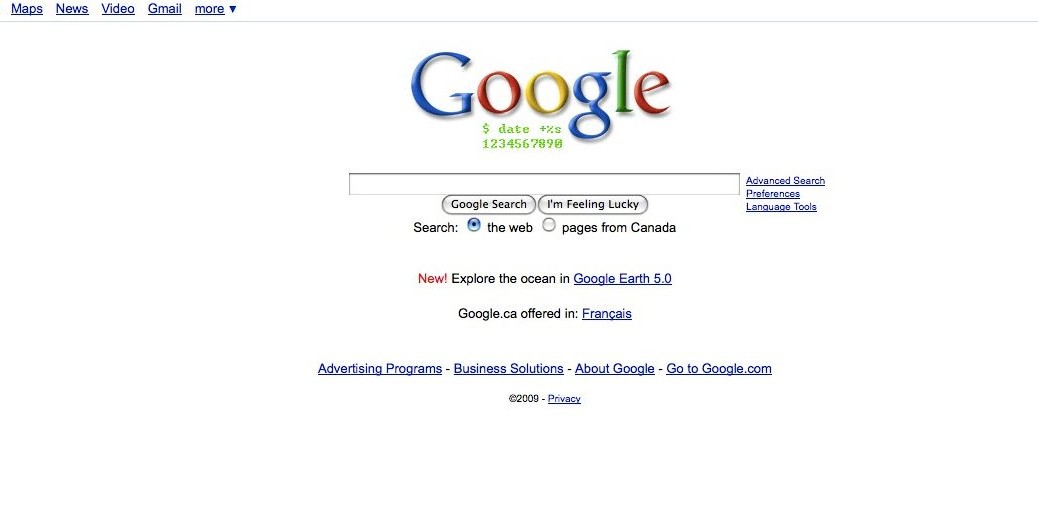 Maps News Video Gmail more ▼
Google
$ date +%s
1234567890
Advanced Search
Preferences
Language Tools
Google Search I'm Feeling Lucky
Search: the web pages from Canada
New! Explore the ocean in Google Earth 5.0
Google.ca offered in: Français
Advertising Programs - Business Solutions - About Google - Go to Google.com
©2009 - Privacy